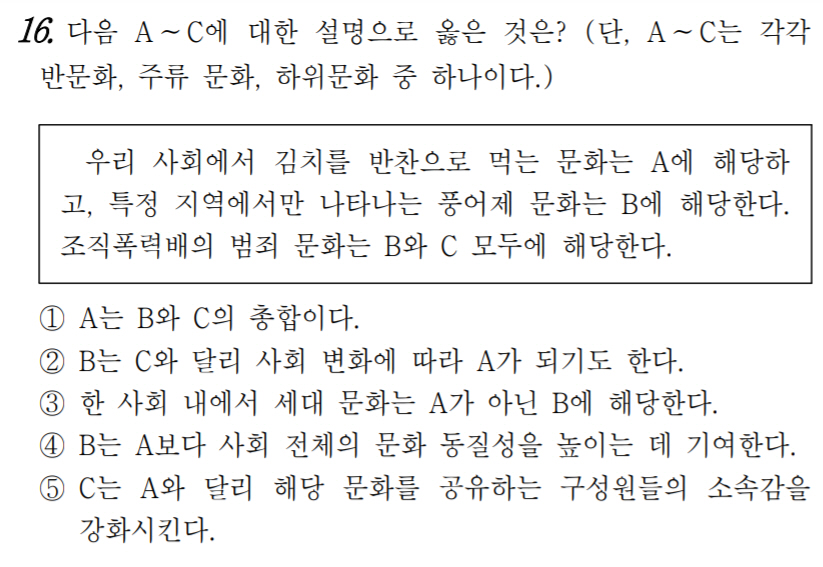 16. 다음 A~C에 대한 설명으로 옳은 것은? (단, A~C는 각각
반문화, 주류 문화, 하위문화 중 하나이다.)
우리 사회에서 김치를 반찬으로 먹는 문화는 A에 해당하
고, 특정 지역에서만 나타나는 풍어제 문화는 B에 해당한다.
조직폭력배의 범죄 문화는 B와 C 모두에 해당한다.
① A는 B와 C의 총합이다.
② B는 C와 달리 사회 변화에 따라 A가 되기도 한다.
③ 한 사회 내에서 세대 문화는 A가 아닌 B에 해당한다.
④ B는 A보다 사회 전체의 문화 동질성을 높이는 데 기여한다.
⑤ C는 A와 달리 해당 문화를 공유하는 구성원들의 소속감을
강화시킨다.